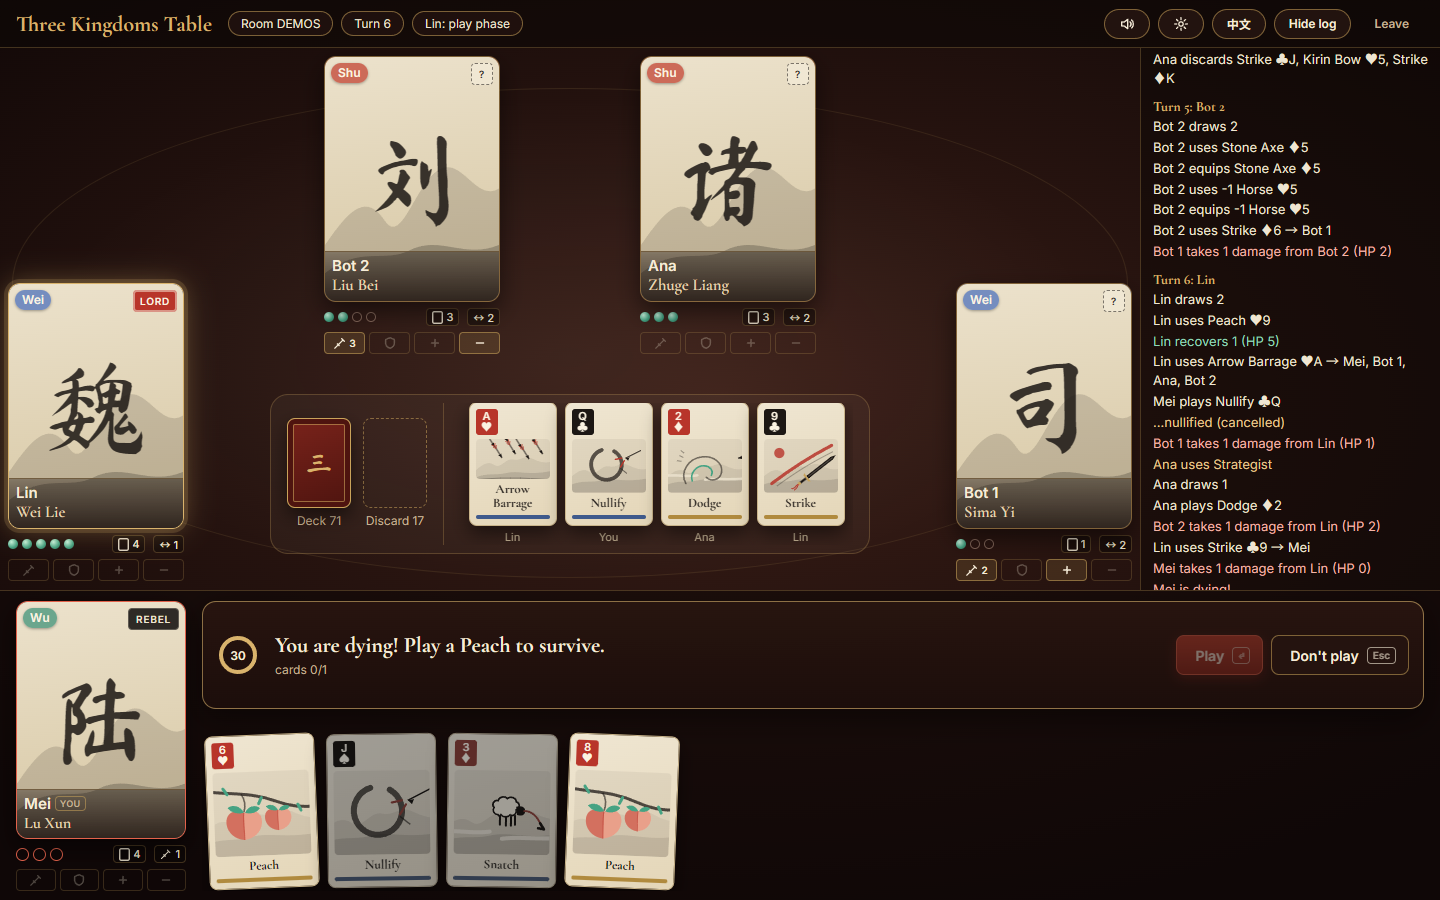 Three Kingdoms Table
Room DEMOS
Turn 6
Lin: play phase
中文
Hide log
Leave
Shu
?
刘
Bot 2
Liu Bei
3
2
3
Shu
?
诸
Ana
Zhuge Liang
3
2
Wei
LORD
魏
Lin
Wei Lie
4
1
Wei
?
司
Bot 1
Sima Yi
1
2
2
三
Deck 71
Discard 17
A
Arrow
Barrage
Lin
Q
Nullify
You
2
Dodge
Ana
9
Strike
Lin
Ana discards Strike ♣J, Kirin Bow ♥5, Strike
♦K
Turn 5: Bot 2
Bot 2 draws 2
Bot 2 uses Stone Axe ♦5
Bot 2 equips Stone Axe ♦5
Bot 2 uses -1 Horse ♥5
Bot 2 equips -1 Horse ♥5
Bot 2 uses Strike ♦6 → Bot 1
Bot 1 takes 1 damage from Bot 2 (HP 2)
Turn 6: Lin
Lin draws 2
Lin uses Peach ♥9
Lin recovers 1 (HP 5)
Lin uses Arrow Barrage ♥A → Mei, Bot 1,
Ana, Bot 2
Mei plays Nullify ♣Q
...nullified (cancelled)
Bot 1 takes 1 damage from Lin (HP 1)
Ana uses Strategist
Ana draws 1
Ana plays Dodge ♦2
Bot 2 takes 1 damage from Lin (HP 2)
Lin uses Strike ♣9 → Mei
Mei takes 1 damage from Lin (HP 0)
Mei is dying!
Wu
REBEL
陆
Mei YOU
Lu Xun
4
1
30
You are dying! Play a Peach to survive.
cards 0/1
Play
Don't play Esc
6
Peach
J
Nullify
3
Snatch
8
Peach